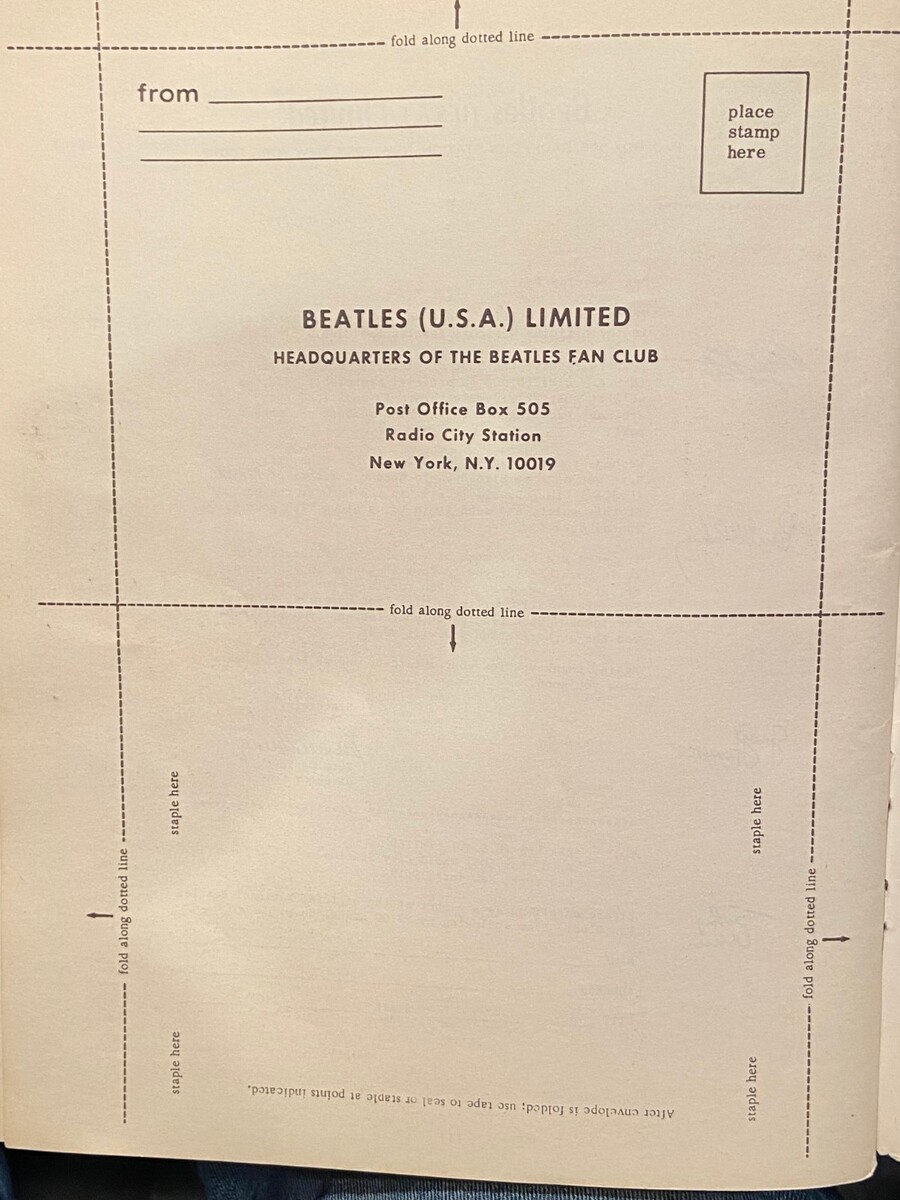 fold along dotted line
from
place
stamp
here
BEATLES (U.S.A.) LIMITED
HEADQUARTERS OF THE BEATLES FAN CLUB
Post Office Box 505
Radio City Station
New York, N.Y. 10019
fold along dotted line
staple here
staple here
fold along dotted line
fold along dotted line
staple here
staple here
After envelope is folded; use tape to seal or staple at points indicated.